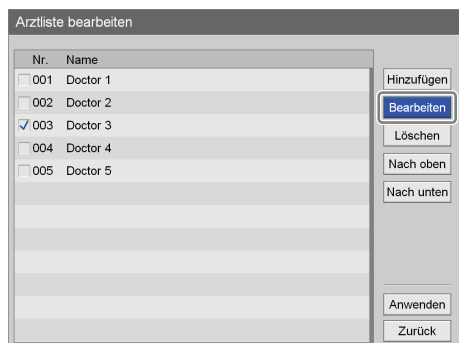 Arztliste bearbeiten
Nr. Name
001 Doctor 1
002 Doctor 2
003 Doctor 3
004 Doctor 4
005 Doctor 5
Hinzufügen
Bearbeiten
Löschen
Nach oben
Nach unten
Anwenden
Zurück